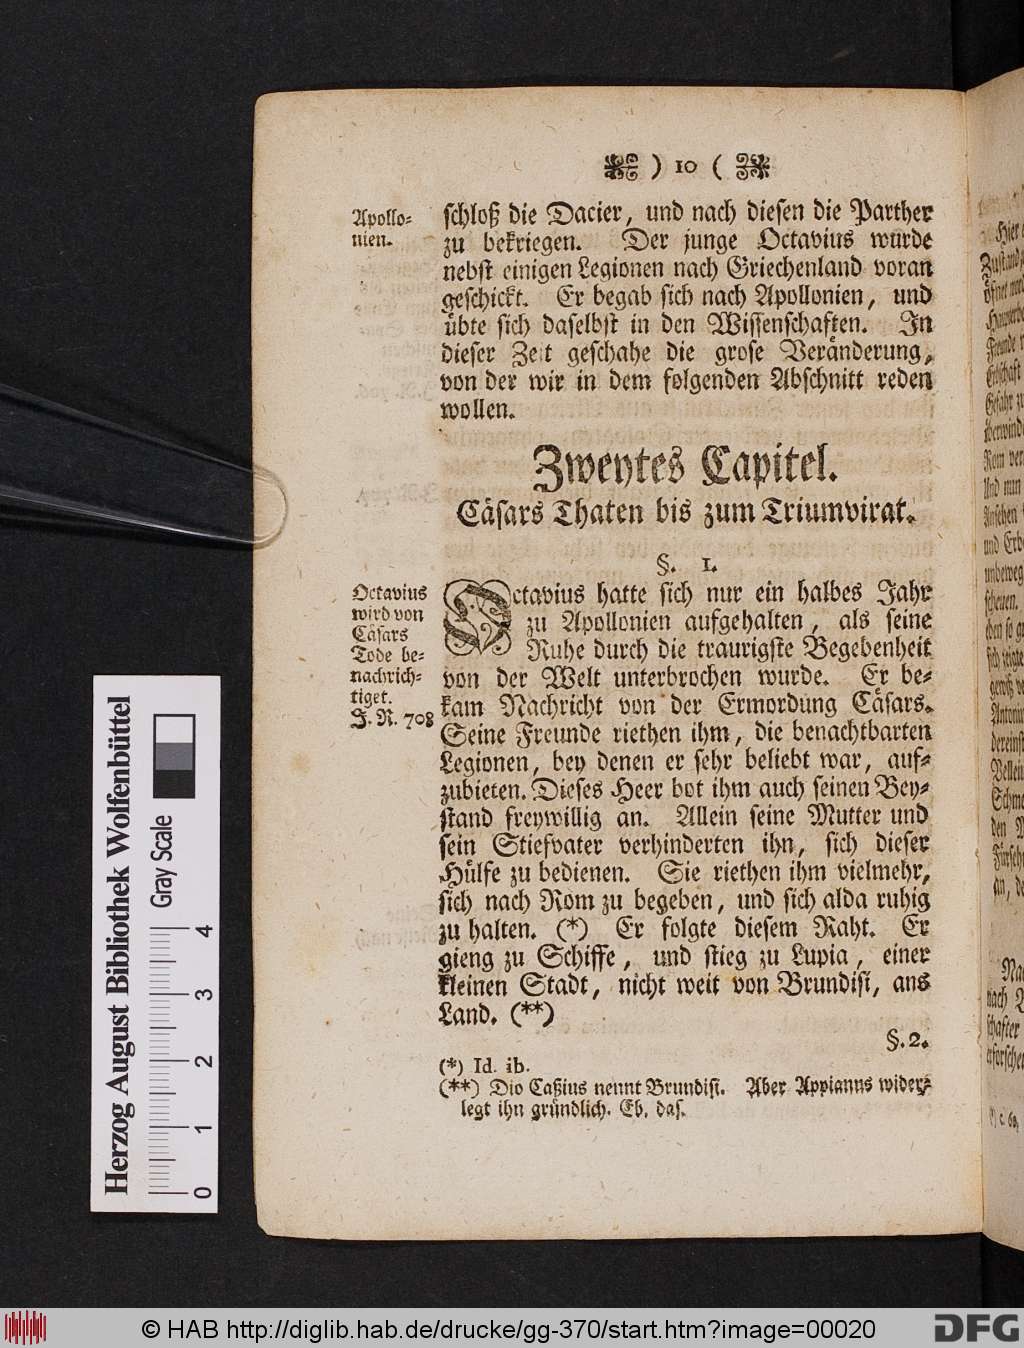 ) 10 (
Apollo-
nien.
schloß die Dacier, und nach diesen die Parther
zu bekriegen. Der junge Octavius wurde
nebst einigen Legionen nach Griechenland voran
geschickt. Er begab sich nach Apollonien, und
übte sich daselbst in den Wissenschaften. In
dieser Zeit geschahe die grose Veränderung,
von der wir in dem folgenden Abschnitt reden
wollen.
Zweytes Capitel.
Cäsars Thaten bis zum Triumvirat.
§. 1.
Octavius
wird von
Cäsars
Tode be-
nachrich-
tiget.
J. R. 708
Octavius hatte sich nur ein halbes Jahr
zu Apollonien aufgehalten, als seine
Ruhe durch die traurigste Begebenheit
von der Welt unterbrochen wurde. Er be-
kam Nachricht von der Ermordung Cäsars.
Seine Freunde riethen ihm, die benachtbarten
Legionen, bey denen er sehr beliebt war, auf-
zubieten. Dieses Heer bot ihm auch seinen Bey-
stand freywillig an. Allein seine Mutter und
sein Stiefvater verhinderten ihn, sich dieser
Hülfe zu bedienen. Sie riethen ihm vielmehr,
sich nach Rom zu begeben, und sich alda ruhig
zu halten. (*) Er folgte diesem Raht. Er
gieng zu Schiffe, und stieg zu Lupia, einer
kleinen Stadt, nicht weit von Brundisi, ans
Land. (**)
§. 2.
(*) Id. ib.
(**) Dio Caßius nennt Brundisi. Aber Appianus wider-
legt ihn gründlich. Eb. das.
Herzog August Bibliothek Wolfenbüttel
Gray Scale
0 1 2 3 4
© HAB http://diglib.hab.de/drucke/gg-370/start.htm?image=00020
DFG